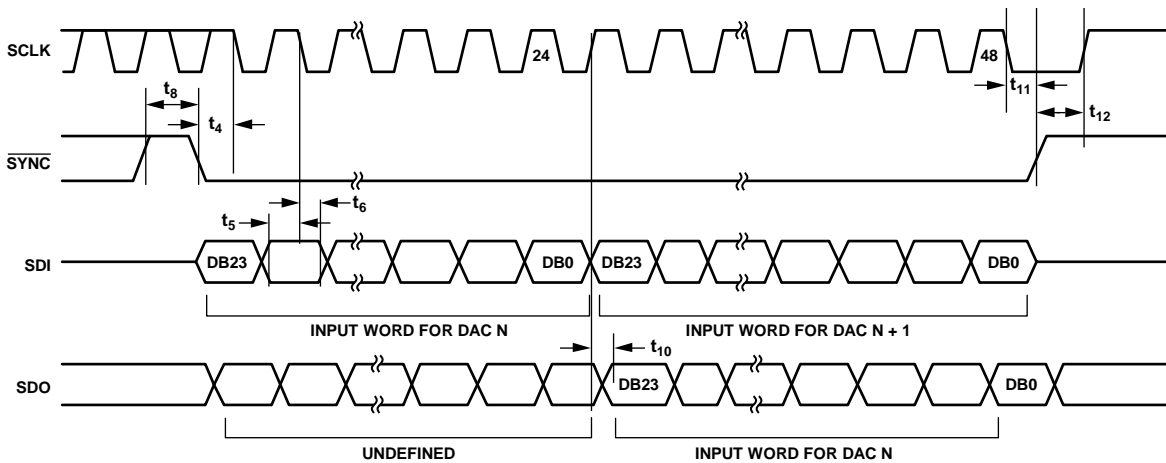 SCLK
24
48
t8
t4
t11
t12
SYNC
t5
t6
SDI
DB23
DB0
DB23
DB0
INPUT WORD FOR DAC N
INPUT WORD FOR DAC N + 1
t10
SDO
DB23
DB0
UNDEFINED
INPUT WORD FOR DAC N